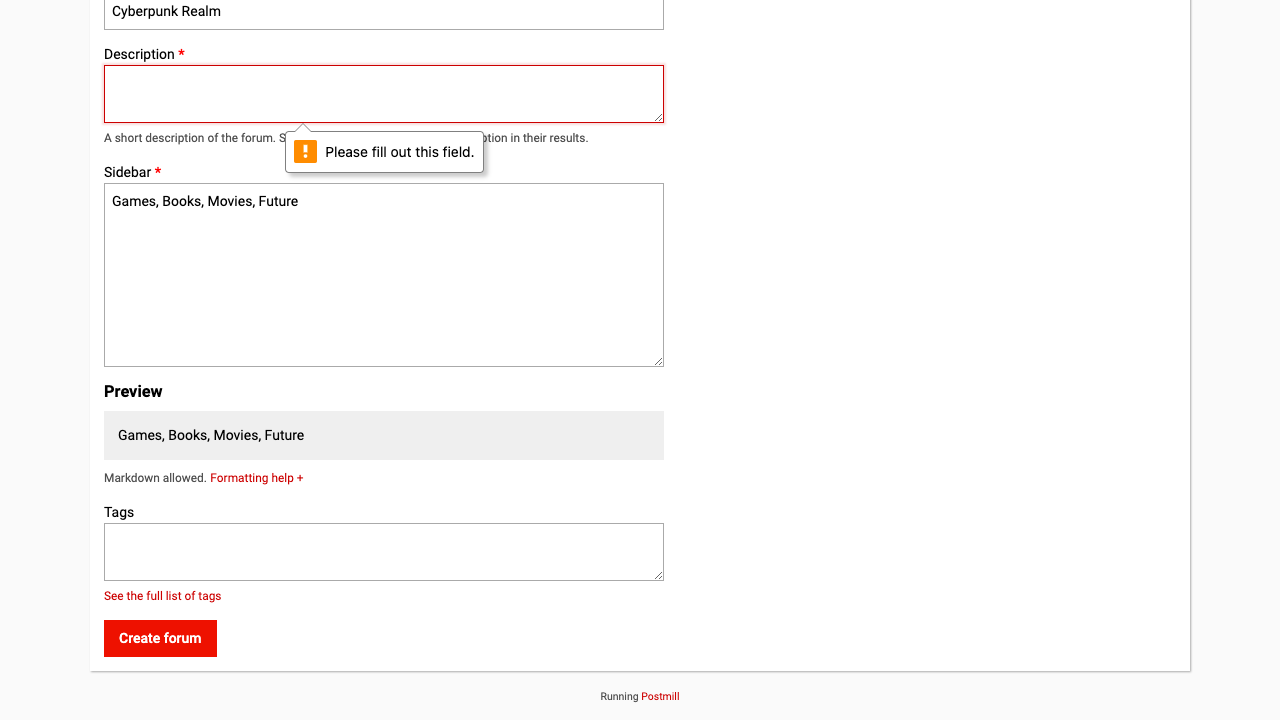 Cyberpunk Realm
Description *
A short description of the forum. S
ption in their results.
Please fill out this field.
Sidebar *
Games, Books, Movies, Future
Preview
Games, Books, Movies, Future
Markdown allowed. Formatting help +
Tags
See the full list of tags
Create forum
Running Postmill